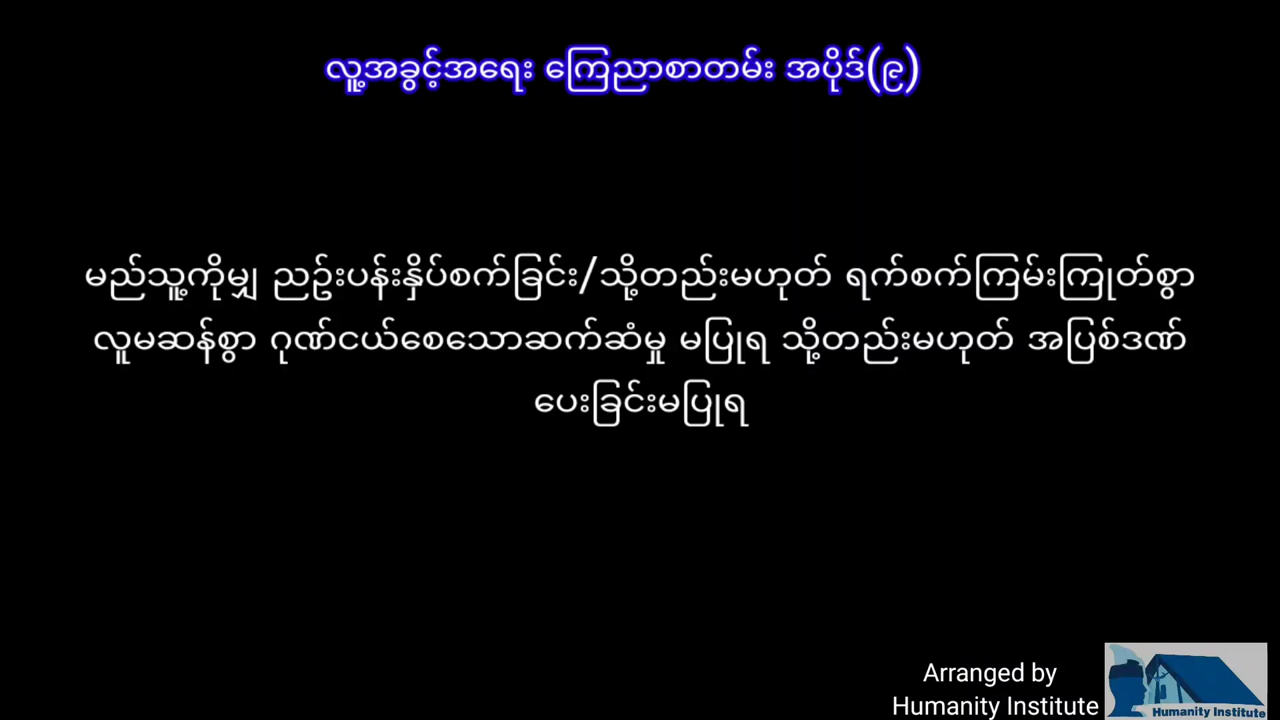 လူ့အခွင့်အရေး ကြေညာစာတမ်း အပိုဒ်(၉)
မည်သူ့ကိုမျှ ညဥ်းပန်းနှိပ်စက်ခြင်း/သို့တည်းမဟုတ် ရက်စက်ကြမ်းကြုတ်စွာ
လူမဆန်စွာ ဂုဏ်ငယ်စေသောဆက်ဆံမှု မပြုရ သို့တည်းမဟုတ် အပြစ်ဒဏ်
ပေးခြင်းမပြုရ
Arranged by
Humanity Institute
Humanity Institute